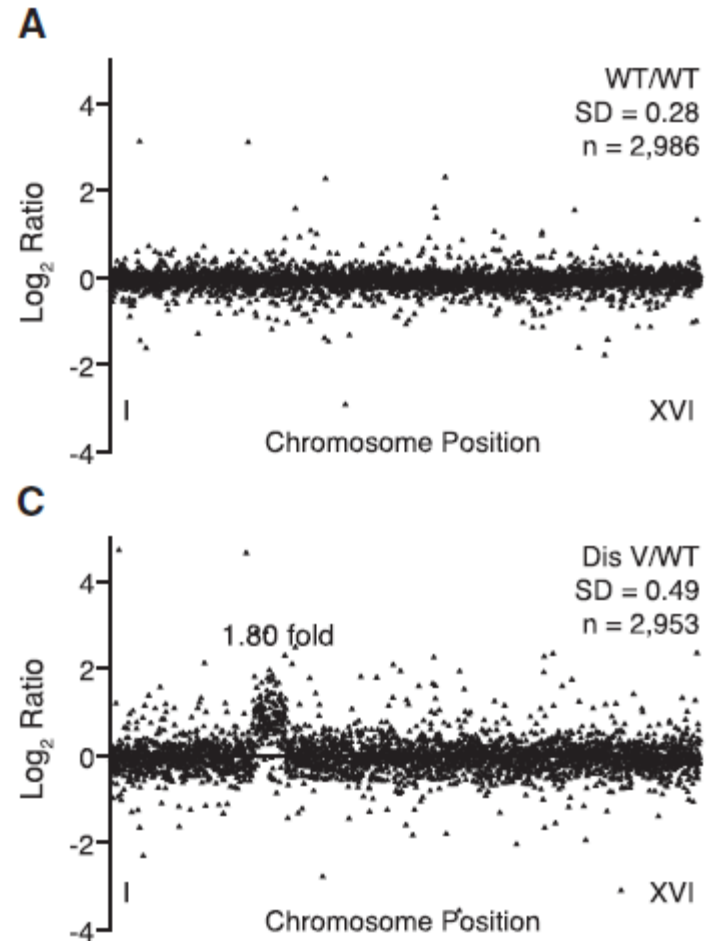 A
4
2
0
-2
-4
Log₂ Ratio
WT/WT
SD = 0.28
n = 2,986
I
XVI
Chromosome Position
C
4
2
0
-2
-4
Log₂ Ratio
Dis V/WT
SD = 0.49
n = 2,953
1.80 fold
I
XVI
Chromosome Position